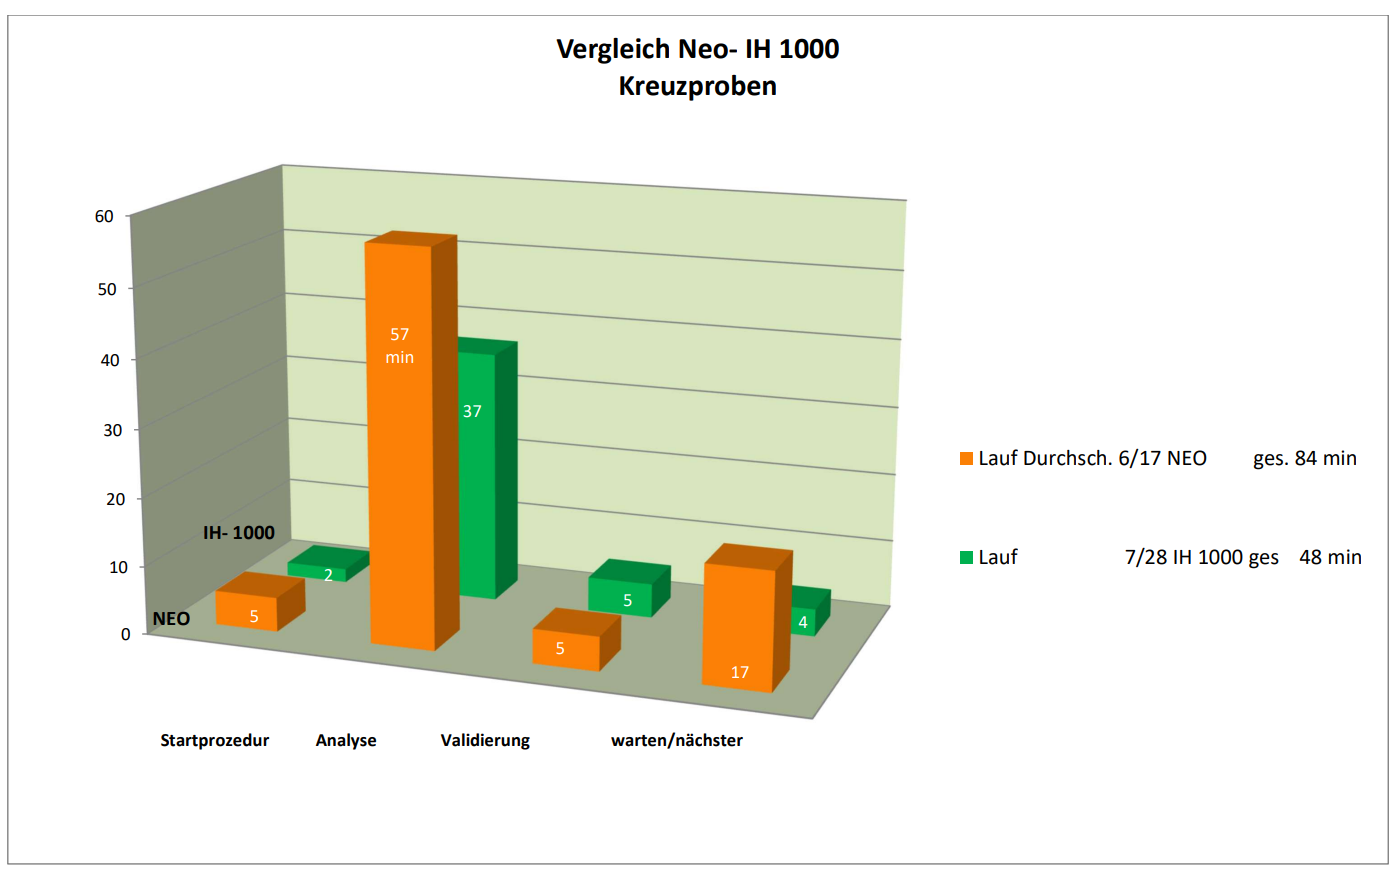 Vergleich Neo- IH 1000
Kreuzproben
60
50
40
30
20
10
0
IH- 1000
NEO
57
min
37
2
5
5
5
17
4
Startprozedur Analyse Validierung warten/nächster
Lauf Durchsch. 6/17 NEO ges. 84 min
Lauf 7/28 IH 1000 ges 48 min